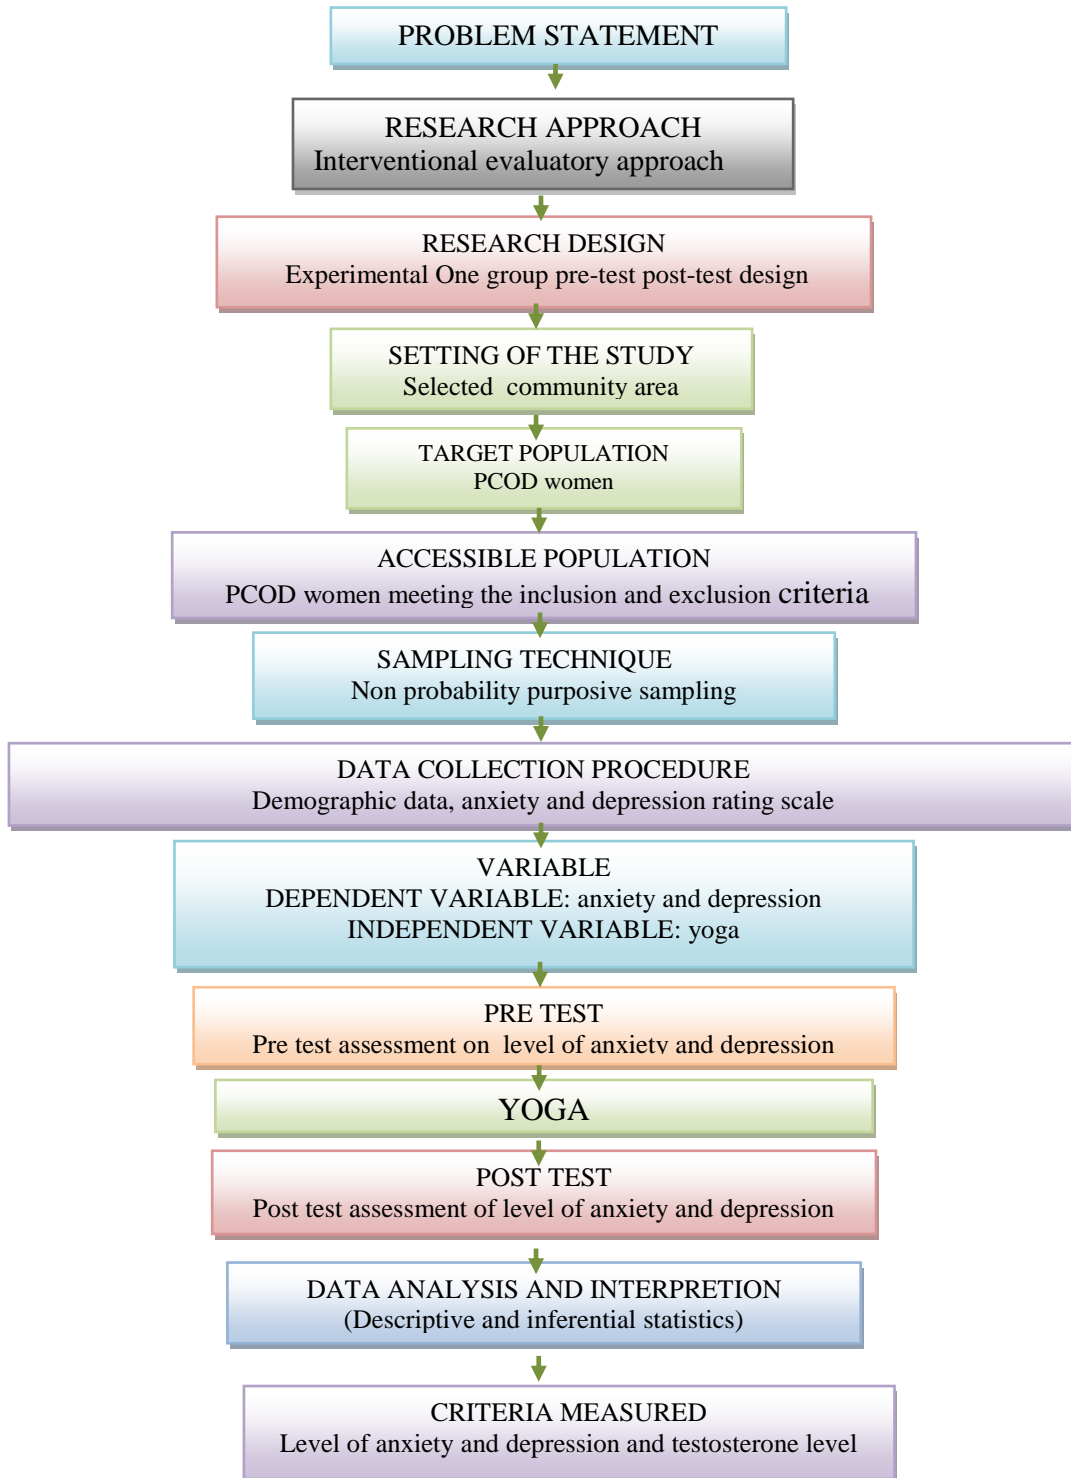 PROBLEM STATEMENT
RESEARCH APPROACH
Interventional evaluatory approach
RESEARCH DESIGN
Experimental One group pre-test post-test design
SETTING OF THE STUDY
Selected community area
TARGET POPULATION
PCOD women
ACCESSIBLE POPULATION
PCOD women meeting the inclusion and exclusion criteria
SAMPLING TECHNIQUE
Non probability purposive sampling
DATA COLLECTION PROCEDURE
Demographic data, anxiety and depression rating scale
VARIABLE
DEPENDENT VARIABLE: anxiety and depression
INDEPENDENT VARIABLE: yoga
PRE TEST
Pre test assessment on level of anxiety and depression
YOGA
POST TEST
Post test assessment of level of anxiety and depression
DATA ANALYSIS AND INTERPRETION
(Descriptive and inferential statistics)
CRITERIA MEASURED
Level of anxiety and depression and testosterone level